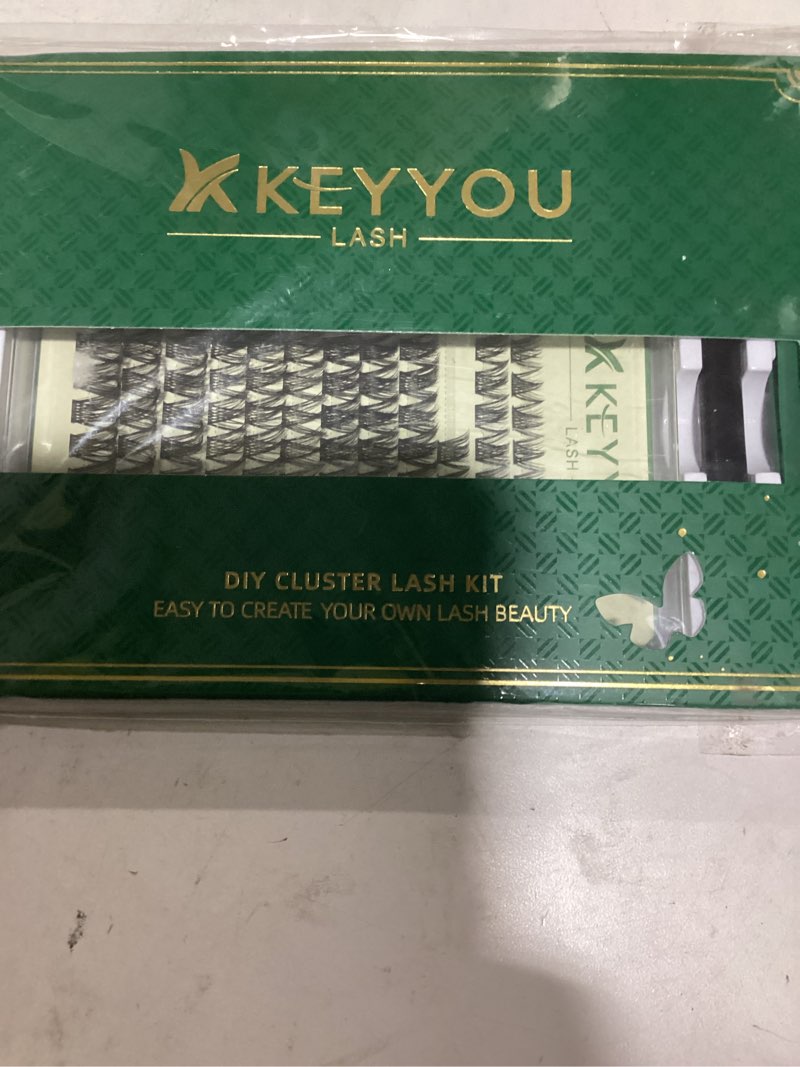 KEYYOU
LASH
KEY
LASH
DIY CLUSTER LASH KIT
EASY TO CREATE YOUR OWN LASH BEAUTY